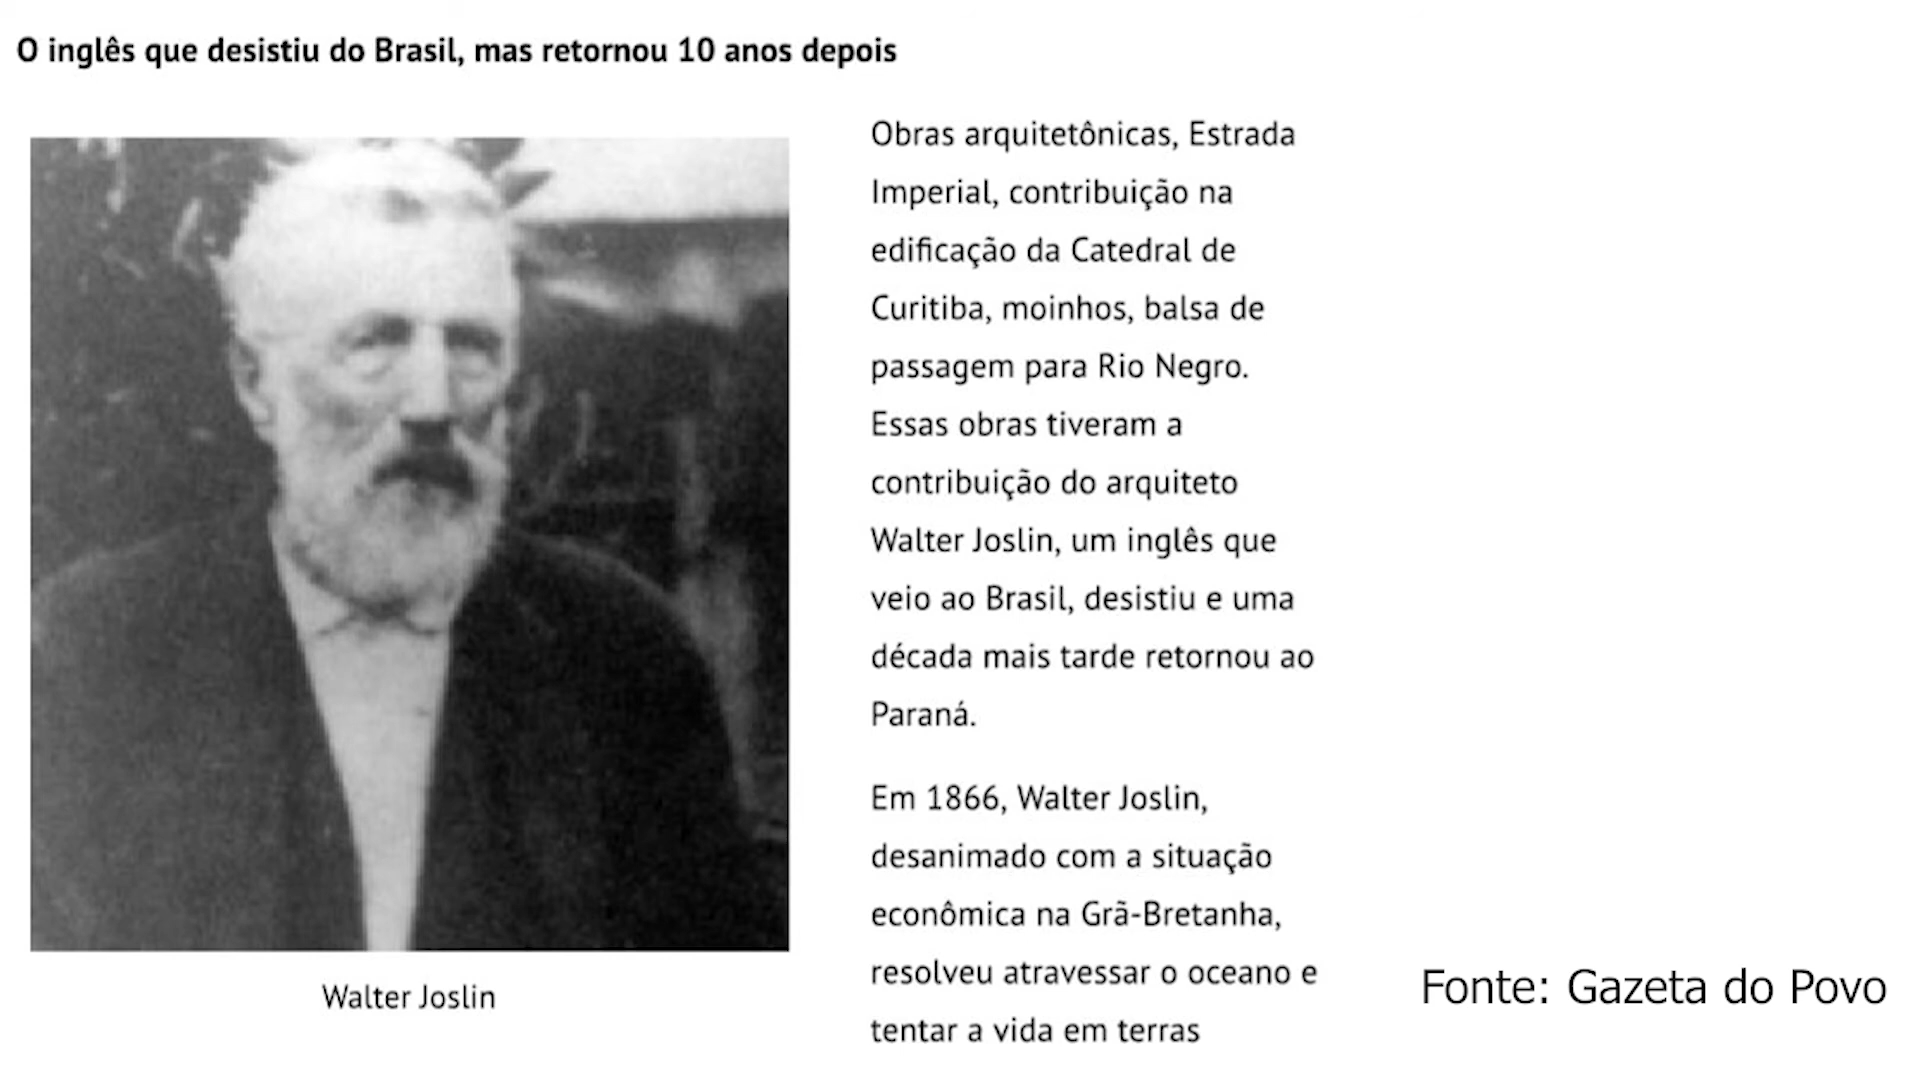 O inglês que desistiu do Brasil, mas retornou 10 anos depois
Obras arquitetônicas, Estrada
Imperial, contribuição na
edificação da Catedral de
Curitiba, moinhos, balsa de
passagem para Rio Negro.
Essas obras tiveram a
contribuição do arquiteto
Walter Joslin, um inglês que
veio ao Brasil, desistiu e uma
década mais tarde retornou ao
Paraná.
Em 1866, Walter Joslin,
desanimado com a situação
econômica na Grã-Bretanha,
resolveu atravessar o oceano e
tentar a vida em terras
Walter Joslin
Fonte: Gazeta do Povo